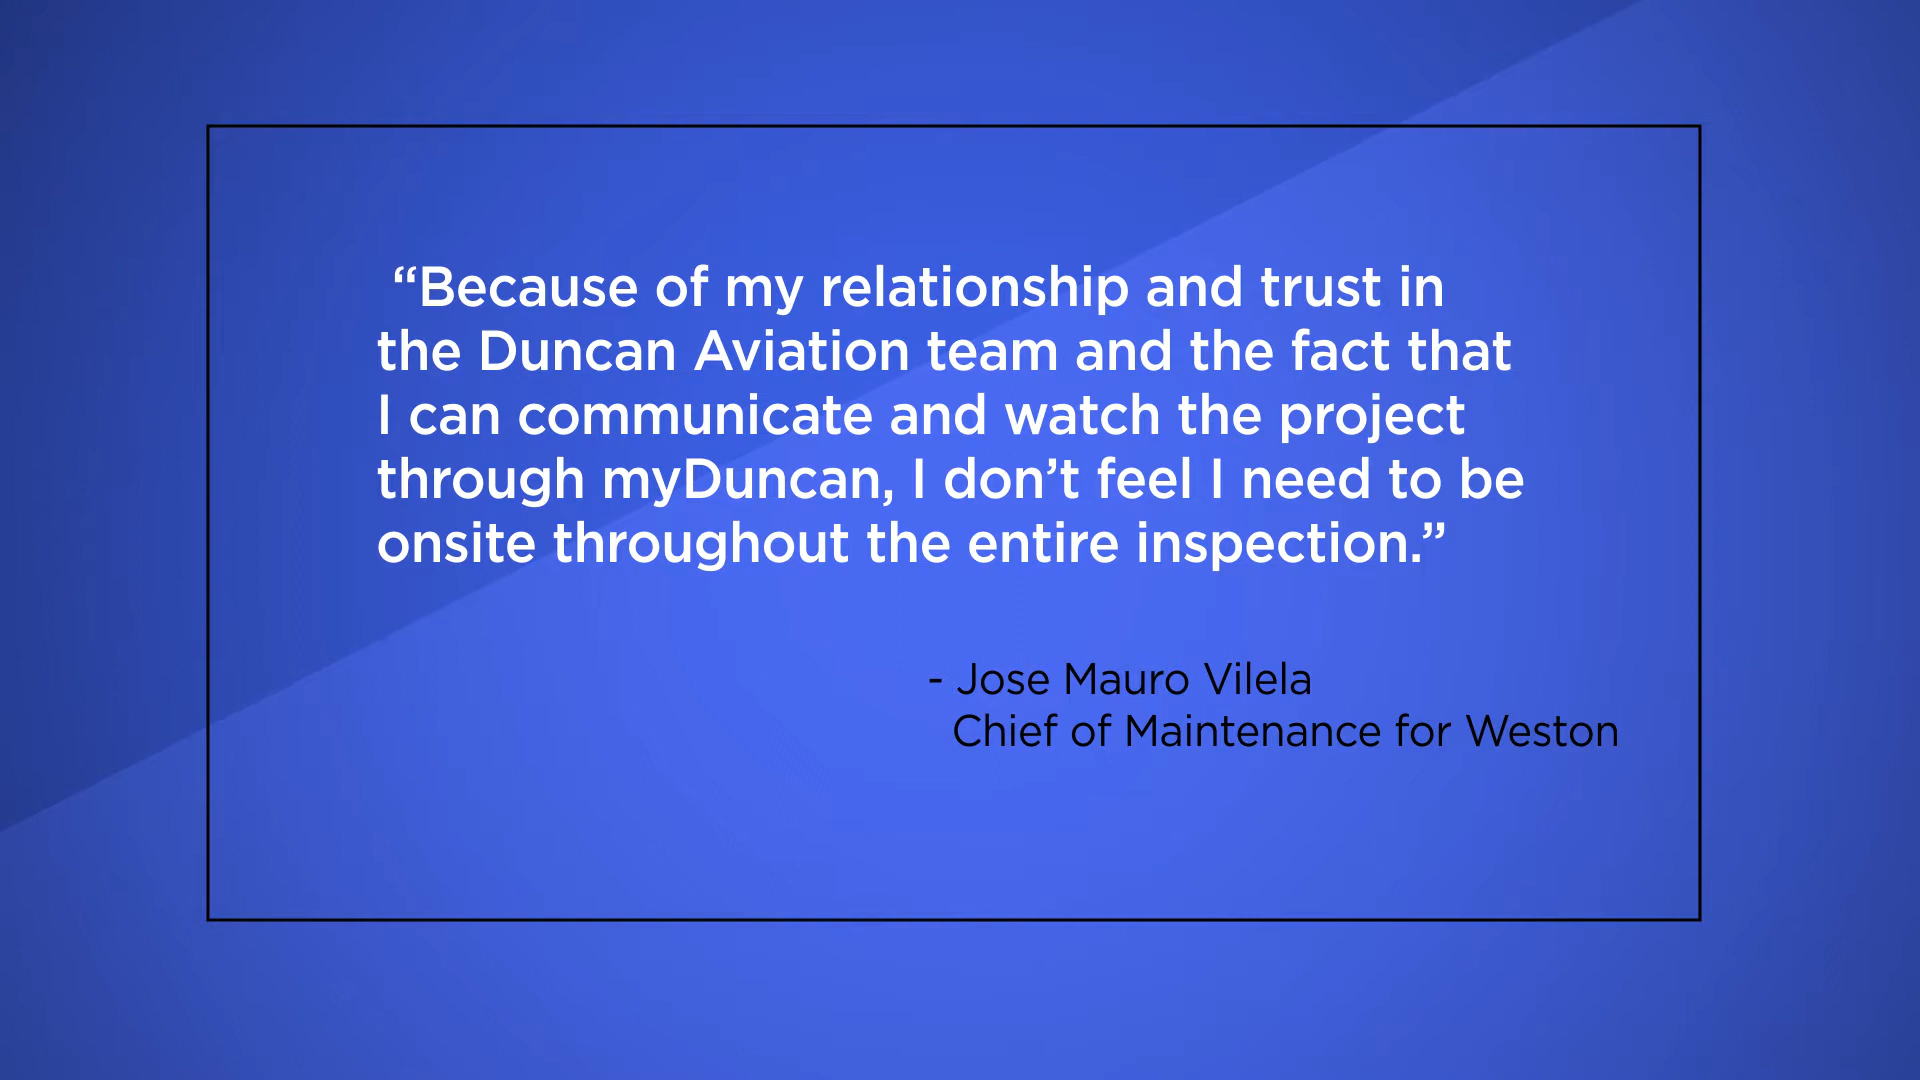 “Because of my relationship and trust in
the Duncan Aviation team and the fact that
I can communicate and watch the project
through myDuncan, I don’t feel I need to be
onsite throughout the entire inspection.”
- Jose Mauro Vilela
Chief of Maintenance for Weston